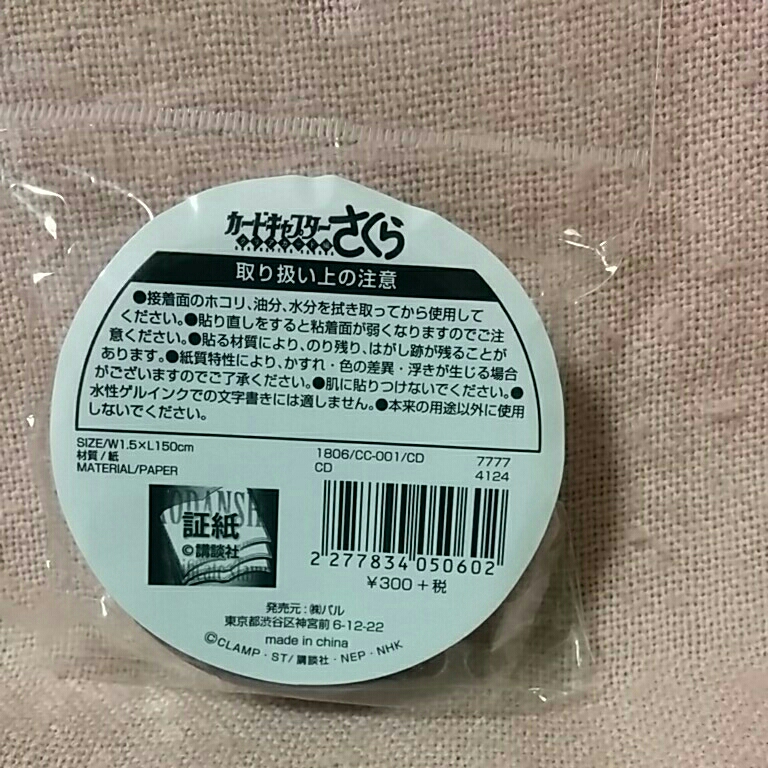 カードキャプター
さくら
クリアカード編
取り扱い上の注意
●接着面のホコリ、油分、水分を拭き取ってから使用して
ください。●貼り直しをすると粘着面が弱くなりますのでご注
意ください。●貼る材質により、のり残り、はがし跡が残ることが
あります。●紙質特性により、かすれ・色の差異・浮きが生じる場合
がございますのでご了承ください。●肌に貼りつけないでください。●
水性ゲルインクでの文字書きには適しません。●本来の用途以外に使用
しないでください。
SIZE/W1.5×L150cm
材質/紙
MATERIAL/PAPER
1806/CC-001/CD 7777
CD 4124
KODANSH
証紙
©講談社
2 277834 050602
¥300+税
発売元:㈱パル
東京都渋谷区神宮前 6-12-22
made in china
©CLAMP・ST/講談社・NEP・NHK